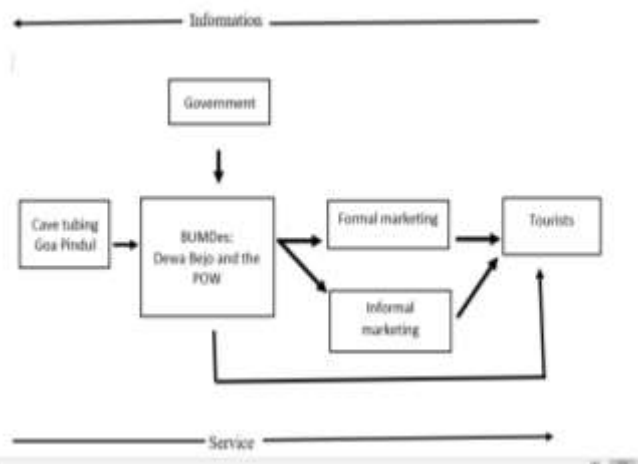 Information
Government
Cave tubing
Goa Pindul
BUMDes:
Dewa Bejo and the
POW
Formal marketing
Tourists
Informal
marketing
Service